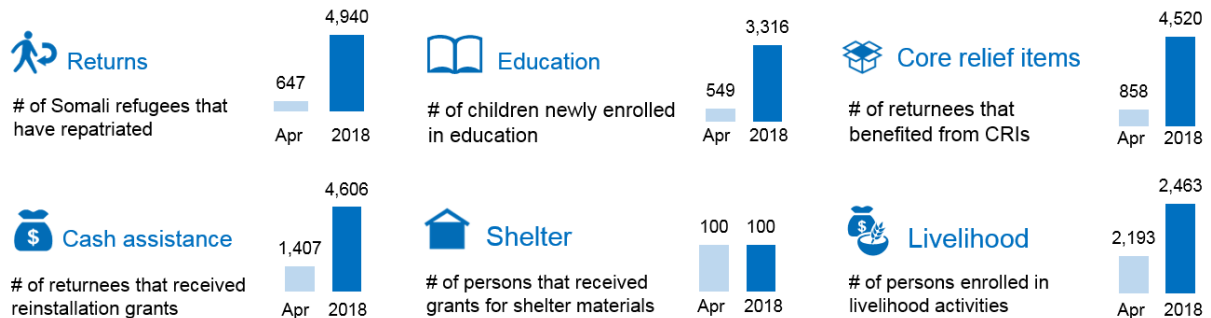 Returns
# of Somali refugees that
have repatriated
647
4,940
Apr
2018
Education
# of children newly enrolled
in education
549
3,316
Apr
2018
Core relief items
# of returnees that
benefited from CRIs
858
4,520
Apr
2018
$
Cash assistance
# of returnees that received
reinstallation grants
1,407
4,606
Apr
2018
Shelter
# of persons that received
grants for shelter materials
100
100
Apr
2018
$
Livelihood
# of persons enrolled in
livelihood activities
2,193
2,463
Apr
2018